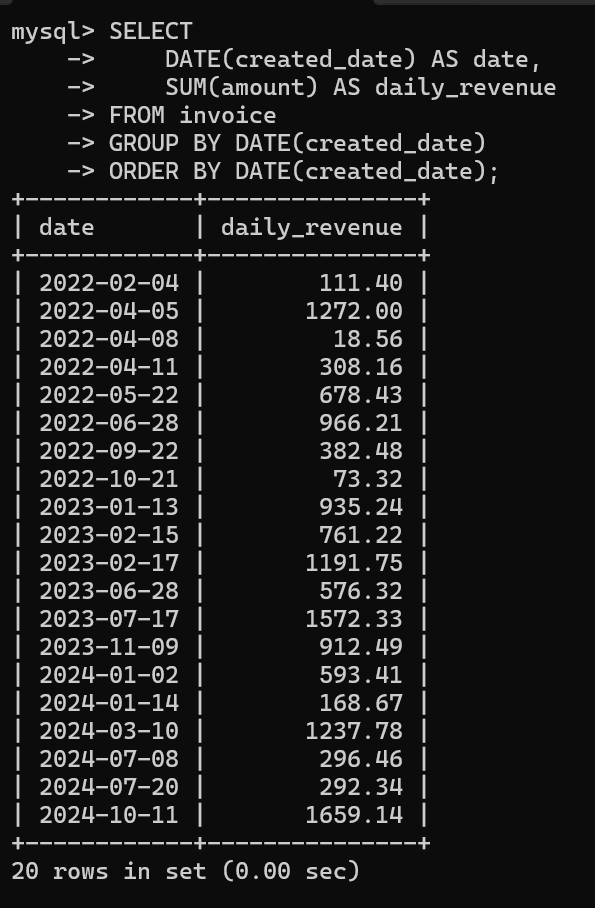 mysql> SELECT
    ->     DATE(created_date) AS date,
    ->     SUM(amount) AS daily_revenue
    -> FROM invoice
    -> GROUP BY DATE(created_date)
    -> ORDER BY DATE(created_date);
+------------+---------------+
| date       | daily_revenue |
+------------+---------------+
| 2022-02-04 |        111.40 |
| 2022-04-05 |       1272.00 |
| 2022-04-08 |         18.56 |
| 2022-04-11 |        308.16 |
| 2022-05-22 |        678.43 |
| 2022-06-28 |        966.21 |
| 2022-09-22 |        382.48 |
| 2022-10-21 |         73.32 |
| 2023-01-13 |        935.24 |
| 2023-02-15 |        761.22 |
| 2023-02-17 |       1191.75 |
| 2023-06-28 |        576.32 |
| 2023-07-17 |       1572.33 |
| 2023-11-09 |        912.49 |
| 2024-01-02 |        593.41 |
| 2024-01-14 |        168.67 |
| 2024-03-10 |       1237.78 |
| 2024-07-08 |        296.46 |
| 2024-07-20 |        292.34 |
| 2024-10-11 |       1659.14 |
+------------+---------------+
20 rows in set (0.00 sec)